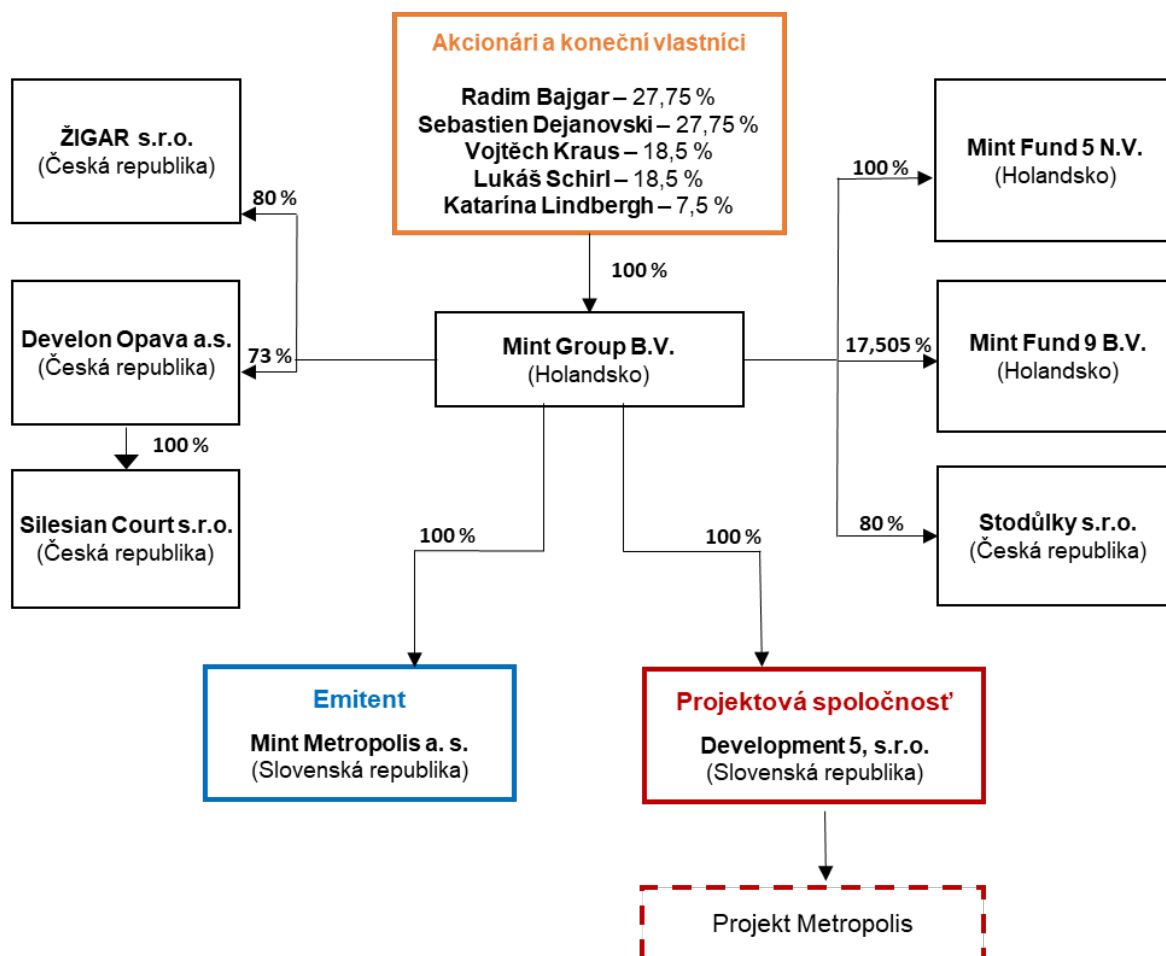 Akcionári a koneční vlastníci
Radim Bajgar – 27,75 %
Sebastien Dejanovski – 27,75 %
Vojtěch Kraus – 18,5 %
Lukáš Schirl – 18,5 %
Katarína Lindbergh – 7,5 %
ŽIGAR s.r.o.
(Česká republika)
80 %
Mint Fund 5 N.V.
(Holandsko)
100 %
100 %
Develon Opava a.s.
(Česká republika)
73 %
Mint Group B.V.
(Holandsko)
17,505 %
Mint Fund 9 B.V.
(Holandsko)
100 %
Silesian Court s.r.o.
(Česká republika)
100 %
100 %
80 %
Stodůlky s.r.o.
(Česká republika)
Emitent
Mint Metropolis a. s.
(Slovenská republika)
Projektová spoločnosť
Development 5, s.r.o.
(Slovenská republika)
Projekt Metropolis